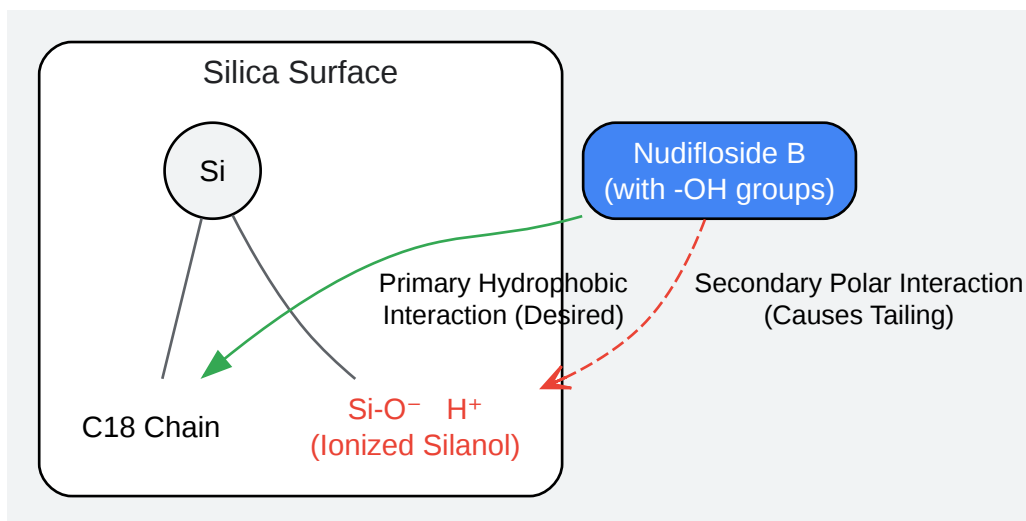 Silica Surface
Si
Nudifloside B
(with -OH groups)
Primary Hydrophobic
Interaction (Desired)
Secondary Polar Interaction
(Causes Tailing)
C18 Chain
Si-O⁻ H⁺
(Ionized Silanol)